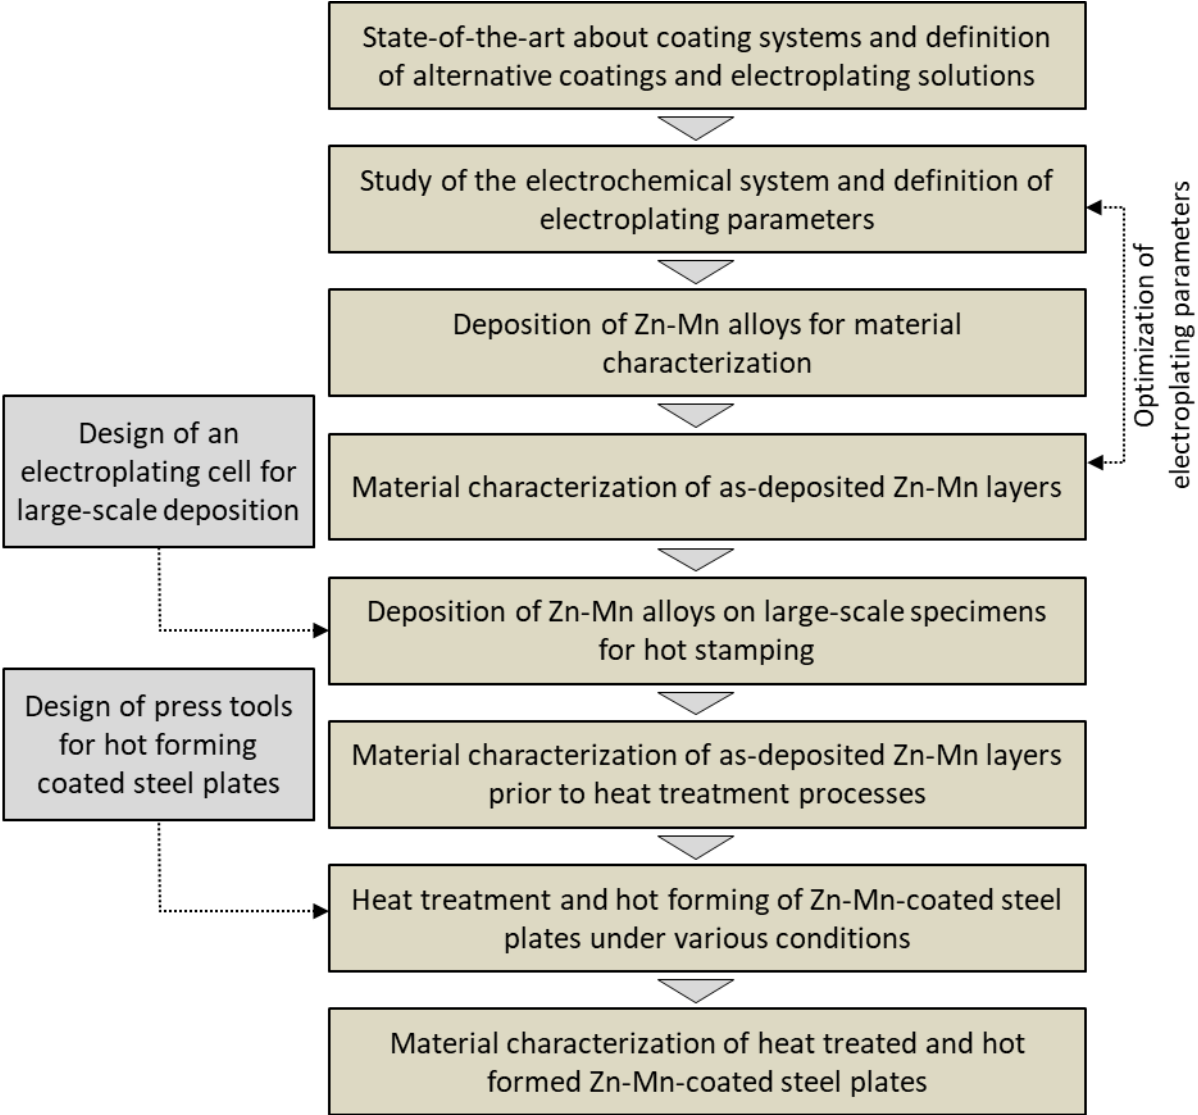 State-of-the-art about coating systems and definition
of alternative coatings and electroplating solutions
Study of the electrochemical system and definition of
electroplating parameters
Optimization of
electroplating parameters
Deposition of Zn-Mn alloys for material
characterization
Design of an
electroplating cell for
large-scale deposition
Material characterization of as-deposited Zn-Mn layers
Deposition of Zn-Mn alloys on large-scale specimens
for hot stamping
Design of press tools
for hot forming
coated steel plates
Material characterization of as-deposited Zn-Mn layers
prior to heat treatment processes
Heat treatment and hot forming of Zn-Mn-coated steel
plates under various conditions
Material characterization of heat treated and hot
formed Zn-Mn-coated steel plates